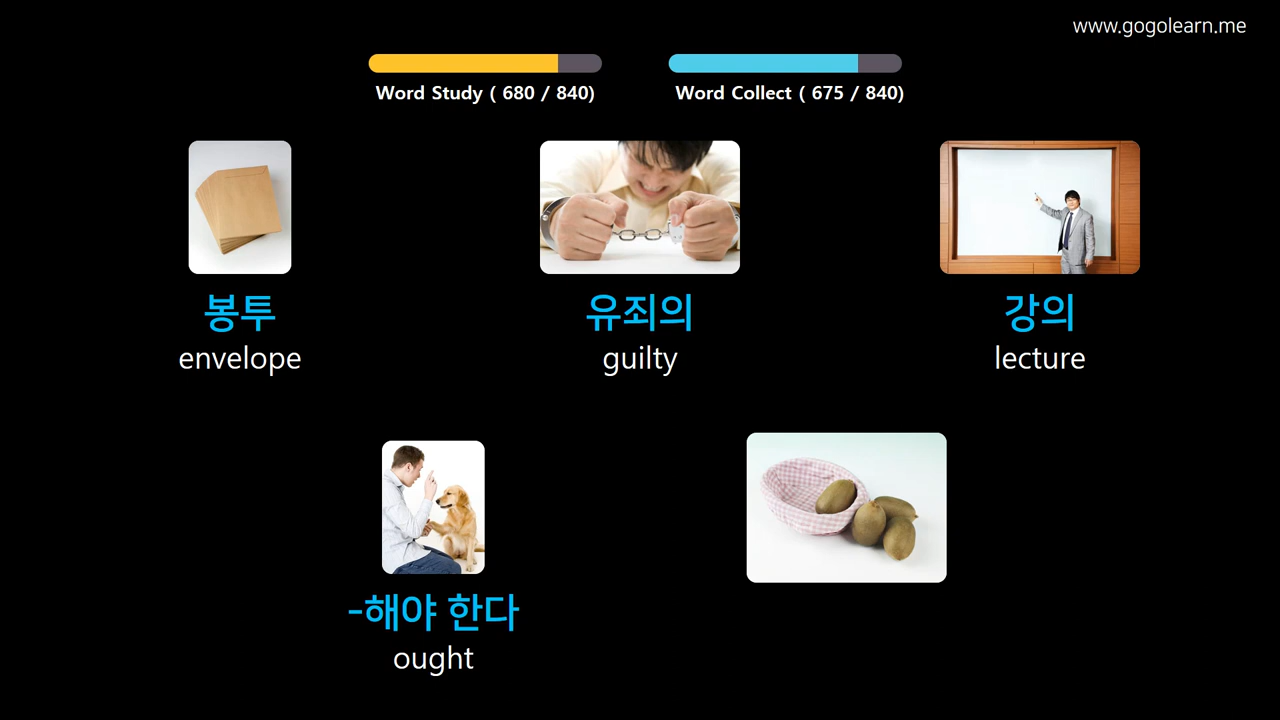 www.gogolearn.me
Word Study ( 680 / 840)
Word Collect ( 675 / 840)
봉투
envelope
유죄의
guilty
강의
lecture
-해야 한다
ought